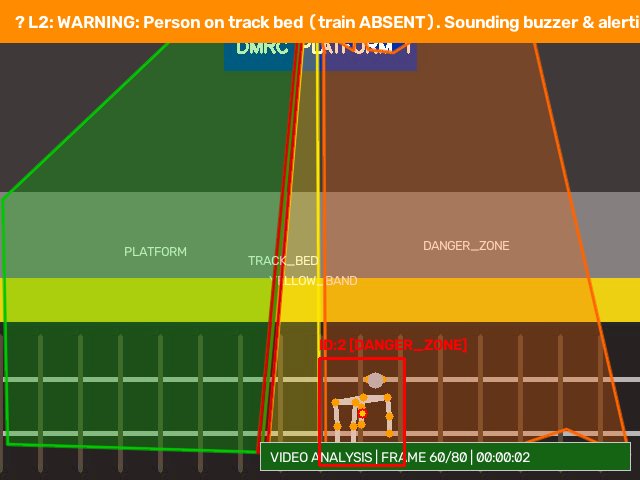 ? L2: WARNING: Person on track bed (train ABSENT). Sounding buzzer & alerti
DMRC PLATFORM 1
DANGER_ZONE
PLATFORM
TRACK_BED
YELLOW_BAND
ID:2 [DANGER_ZONE]
VIDEO ANALYSIS | FRAME 60/80 | 00:00:02